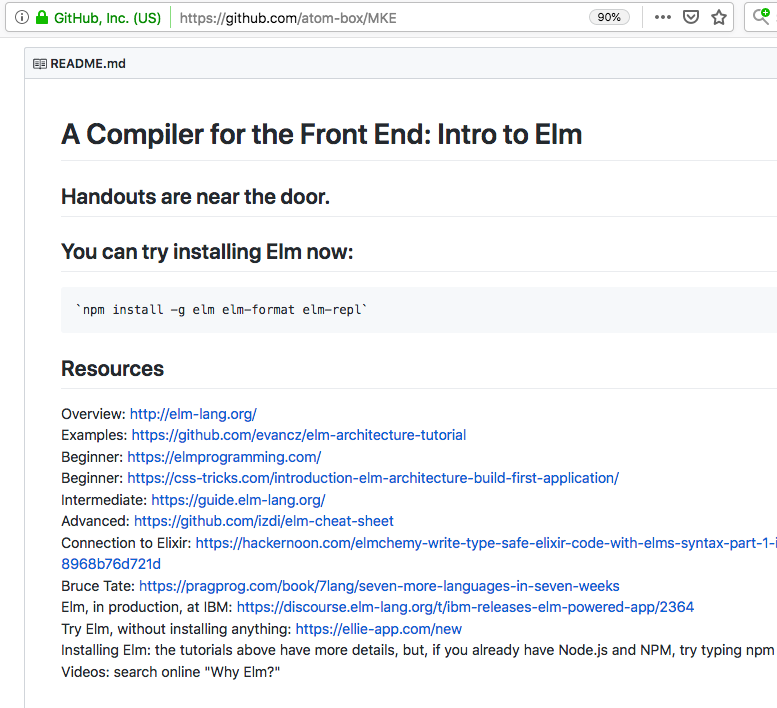 GitHub, Inc. (US) https://github.com/atom-box/MKE 90%
README.md
A Compiler for the Front End: Intro to Elm
Handouts are near the door.
You can try installing Elm now:
`npm install -g elm elm-format elm-repl`
Resources
Overview: http://elm-lang.org/
Examples: https://github.com/evancz/elm-architecture-tutorial
Beginner: https://elmprogramming.com/
Beginner: https://css-tricks.com/introduction-elm-architecture-build-first-application/
Intermediate: https://guide.elm-lang.org/
Advanced: https://github.com/izdi/elm-cheat-sheet
Connection to Elixir: https://hackernoon.com/elmchemy-write-type-safe-elixir-code-with-elms-syntax-part-1-i
8968b76d721d
Bruce Tate: https://pragprog.com/book/7lang/seven-more-languages-in-seven-weeks
Elm, in production, at IBM: https://discourse.elm-lang.org/t/ibm-releases-elm-powered-app/2364
Try Elm, without installing anything: https://ellie-app.com/new
Installing Elm: the tutorials above have more details, but, if you already have Node.js and NPM, try typing npm
Videos: search online "Why Elm?"